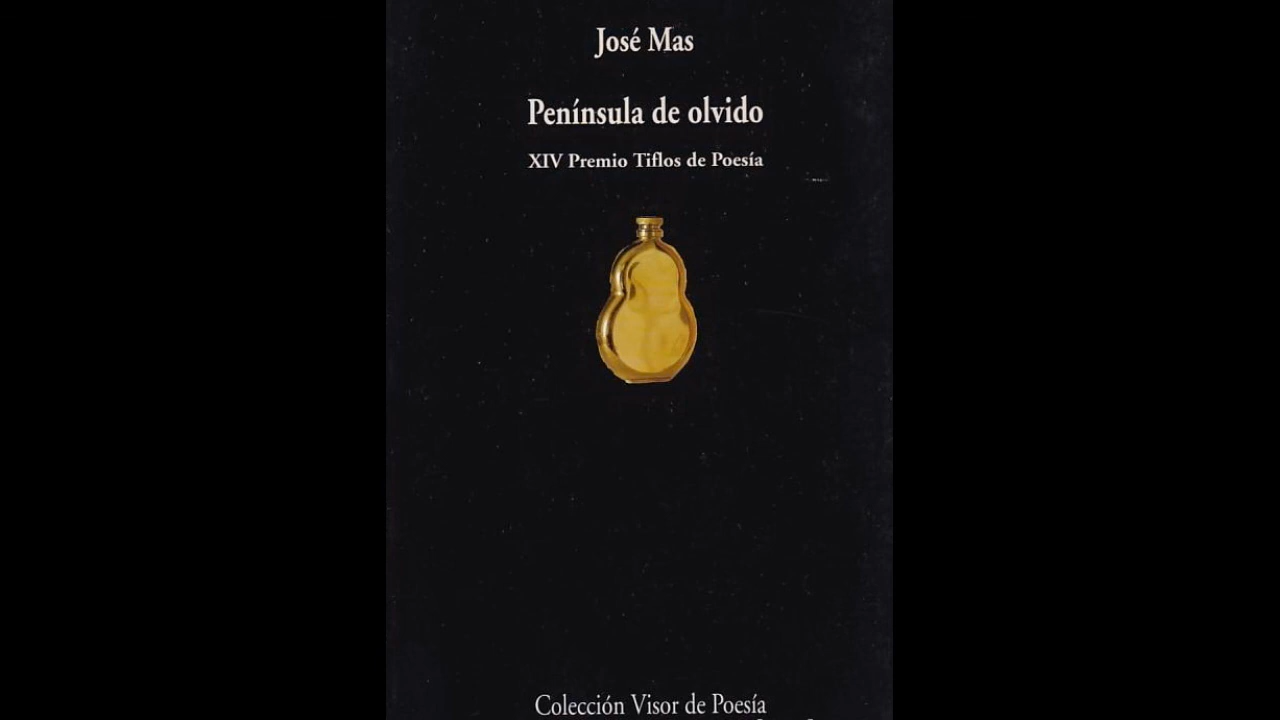 José Mas
Península de olvido
XIV Premio Tiflos de Poesía
Colección Visor de Poesía